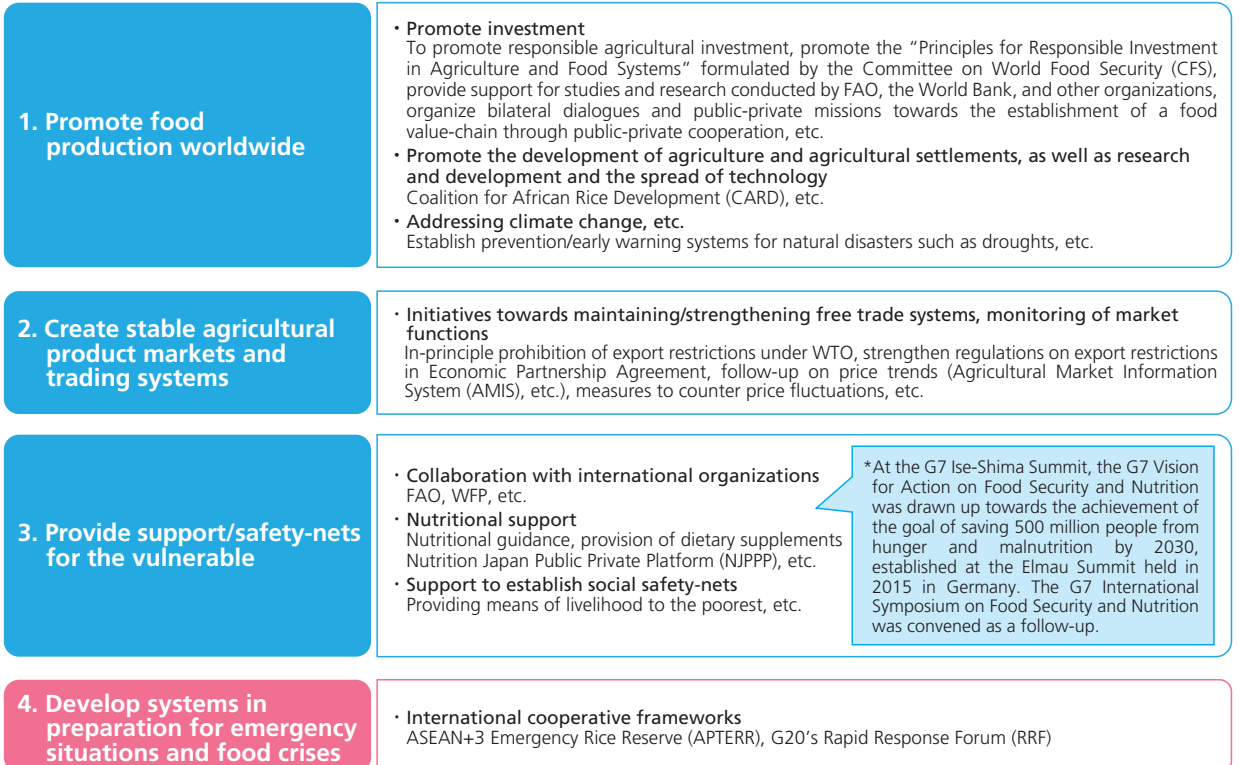 1. Promote food
production worldwide
・Promote investment
To promote responsible agricultural investment, promote the “Principles for Responsible Investment
in Agriculture and Food Systems” formulated by the Committee on World Food Security (CFS),
provide support for studies and research conducted by FAO, the World Bank, and other organizations,
organize bilateral dialogues and public-private missions towards the establishment of a food
value-chain through public-private cooperation, etc.
・Promote the development of agriculture and agricultural settlements, as well as research
and development and the spread of technology
Coalition for African Rice Development (CARD), etc.
・Addressing climate change, etc.
Establish prevention/early warning systems for natural disasters such as droughts, etc.
2. Create stable agricultural
product markets and
trading systems
・Initiatives towards maintaining/strengthening free trade systems, monitoring of market
functions
In-principle prohibition of export restrictions under WTO, strengthen regulations on export restrictions
in Economic Partnership Agreement, follow-up on price trends (Agricultural Market Information
System (AMIS), etc.), measures to counter price fluctuations, etc.
3. Provide support/safety-nets
for the vulnerable
・Collaboration with international organizations
FAO, WFP, etc.
・Nutritional support
Nutritional guidance, provision of dietary supplements
Nutrition Japan Public Private Platform (NJPPP), etc.
・Support to establish social safety-nets
Providing means of livelihood to the poorest, etc.
*At the G7 Ise-Shima Summit, the G7 Vision
for Action on Food Security and Nutrition
was drawn up towards the achievement of
the goal of saving 500 million people from
hunger and malnutrition by 2030,
established at the Elmau Summit held in
2015 in Germany. The G7 International
Symposium on Food Security and Nutrition
was convened as a follow-up.
4. Develop systems in
preparation for emergency
situations and food crises
・International cooperative frameworks
ASEAN+3 Emergency Rice Reserve (APTERR), G20’s Rapid Response Forum (RRF)